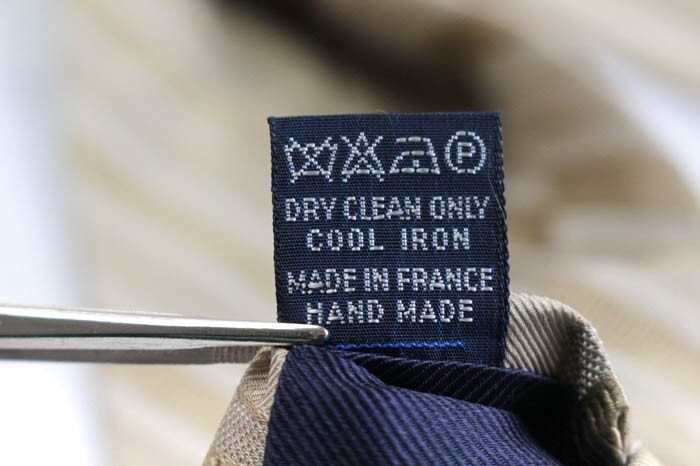 P
DRY CLEAN ONLY
COOL IRON
MADE IN FRANCE
HAND MADE